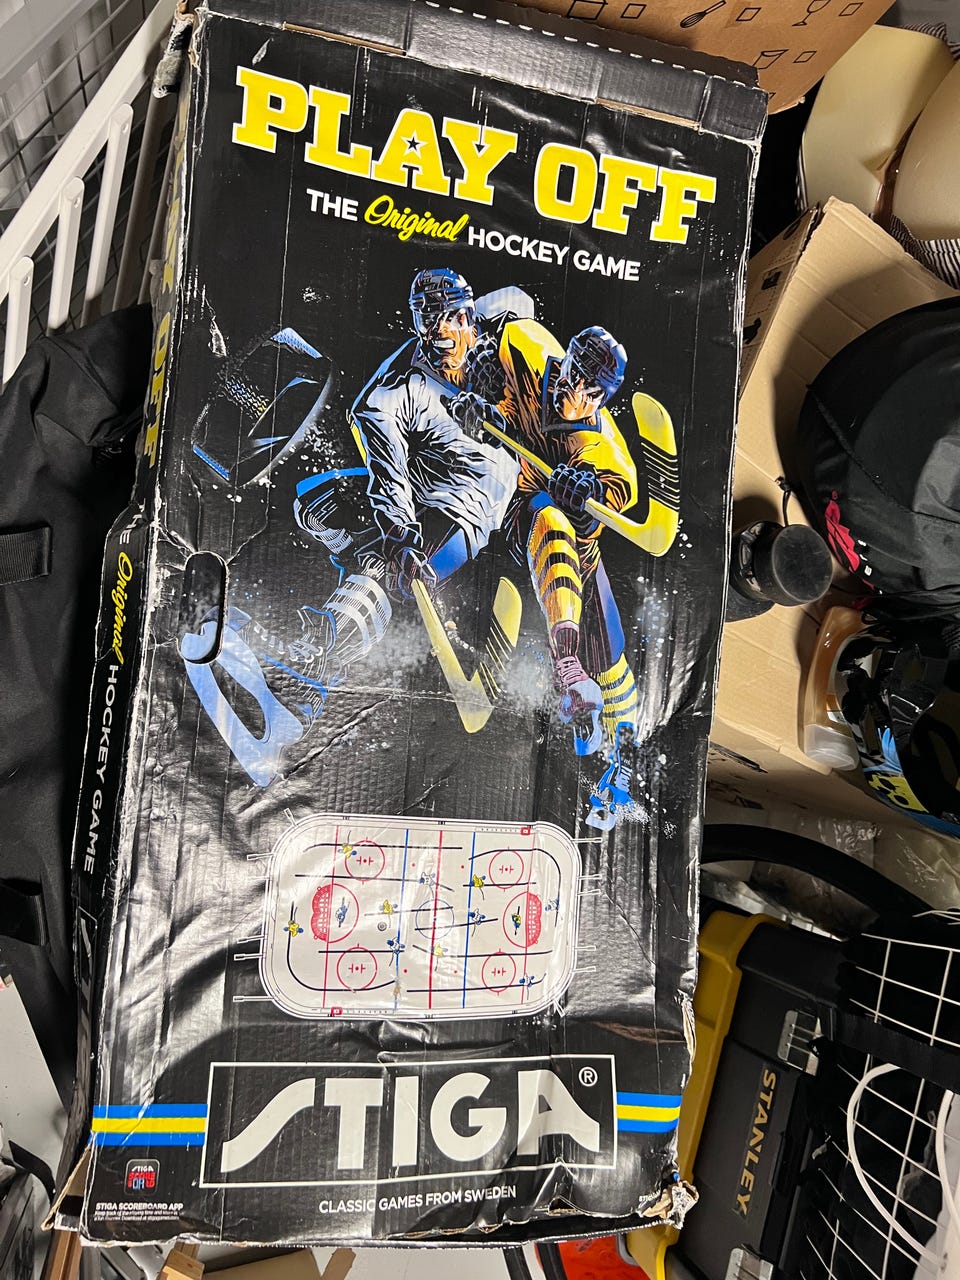 PLAY OFF
THE Original HOCKEY GAME
STIGA®
CLASSIC GAMES FROM SWEDEN
STIGA
STIGA SCOREBOARD APP
OFF
THE Original HOCKEY GAME
STANLEY